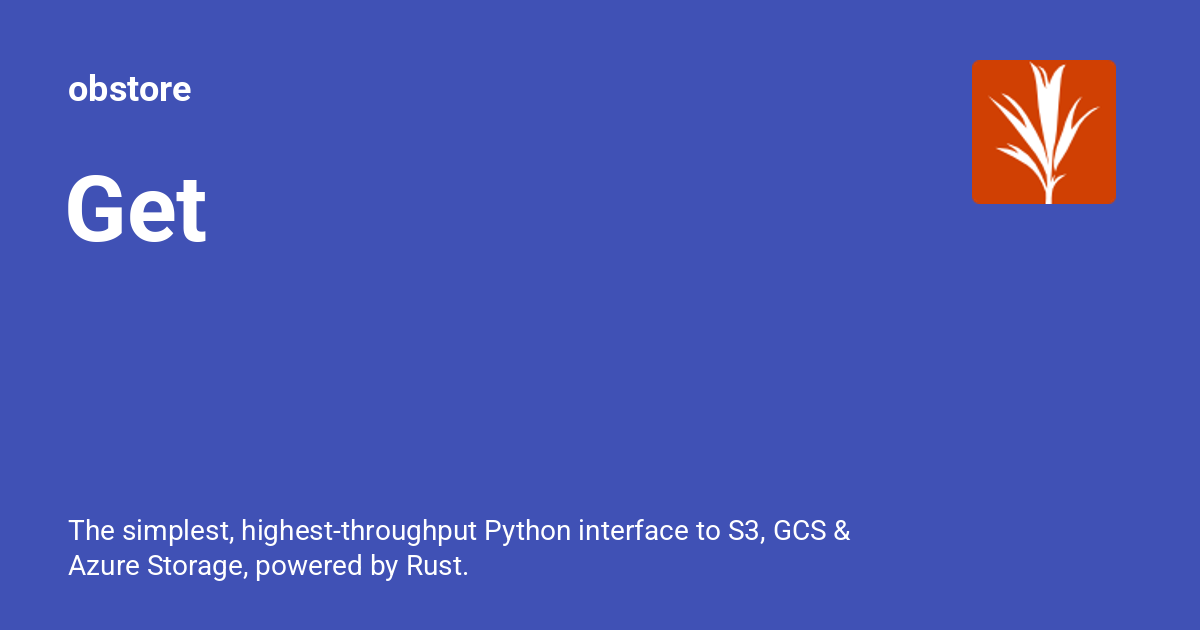 obstore
Get
The simplest, highest-throughput Python interface to S3, GCS &
Azure Storage, powered by Rust.